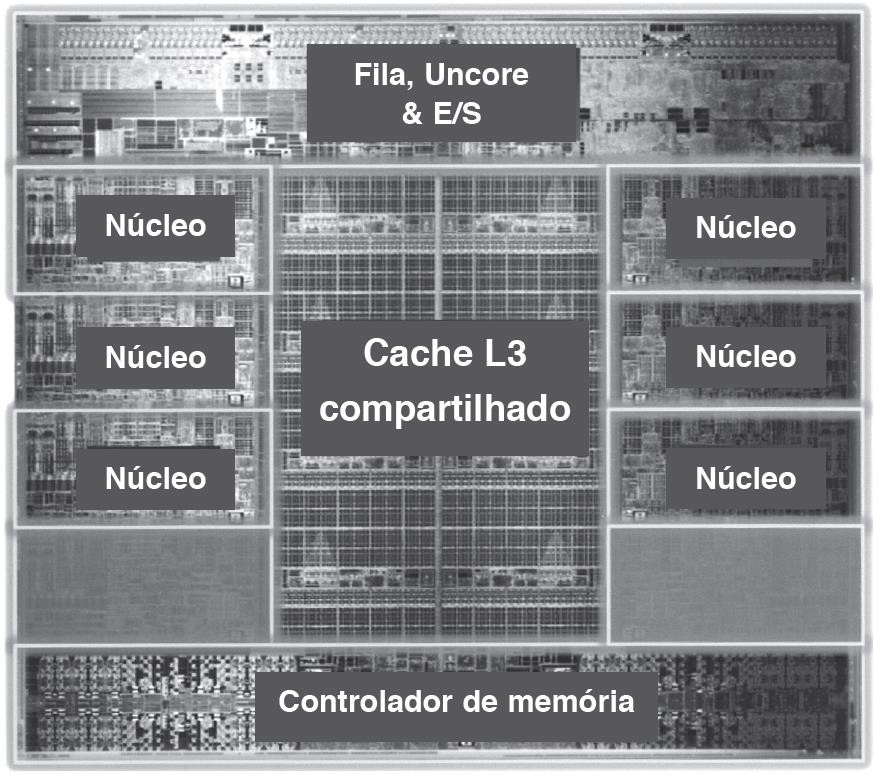 Fila, Uncore
& E/S
Núcleo
Núcleo
Núcleo
Núcleo
Cache L3
compartilhado
Núcleo
Núcleo
Controlador de memória